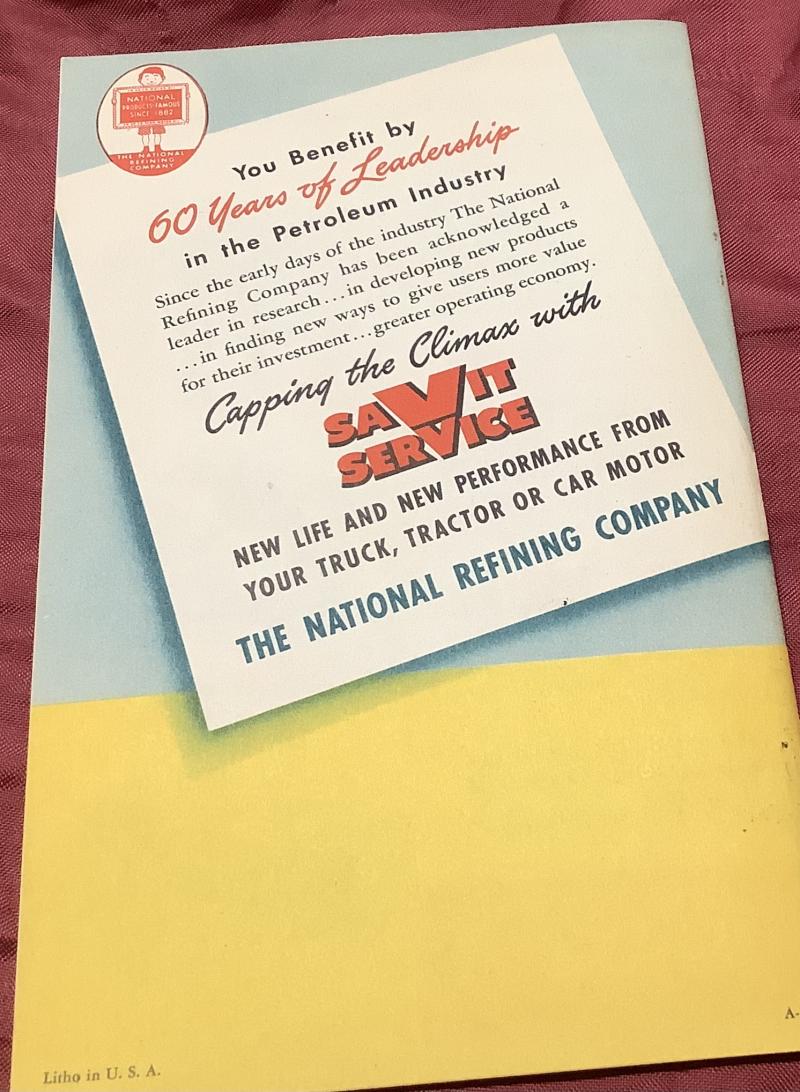 NATIONAL
PRODUCTS FAMOUS
SINCE 1882
THE NATIONAL
REFINING
COMPANY
You Benefit by
60 Years of Leadership
in the Petroleum Industry
Since the early days of the industry The National
Refining Company has been acknowledged a
leader in research...in developing new products
...in finding new ways to give users more value
for their investment...greater operating economy.
Capping the Climax with
SAVIT
SERVICE
NEW LIFE AND NEW PERFORMANCE FROM
YOUR TRUCK, TRACTOR OR CAR MOTOR
THE NATIONAL REFINING COMPANY
A-
Litho in U. S. A.